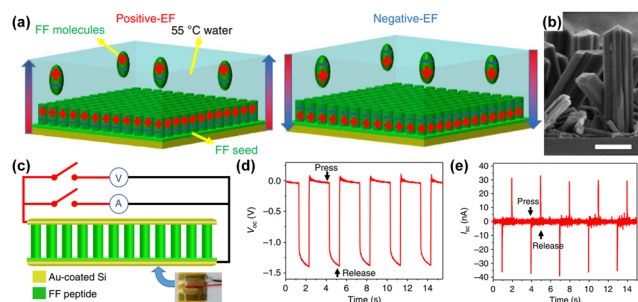 (a)
Positive-EF
FF molecules
55 °C water
Negative-EF
FF seed
(b)
(c)
V
A
Au-coated Si
FF peptide
(d)
Press
Release
Voc (V)
0.0
−0.5
−1.0
−1.5
0 2 4 6 8 10 12 14
Time (s)
(e)
Press
Release
Isc (nA)
40
30
20
10
0
−10
−20
−30
−40
0 2 4 6 8 10 12 14
Time (s)